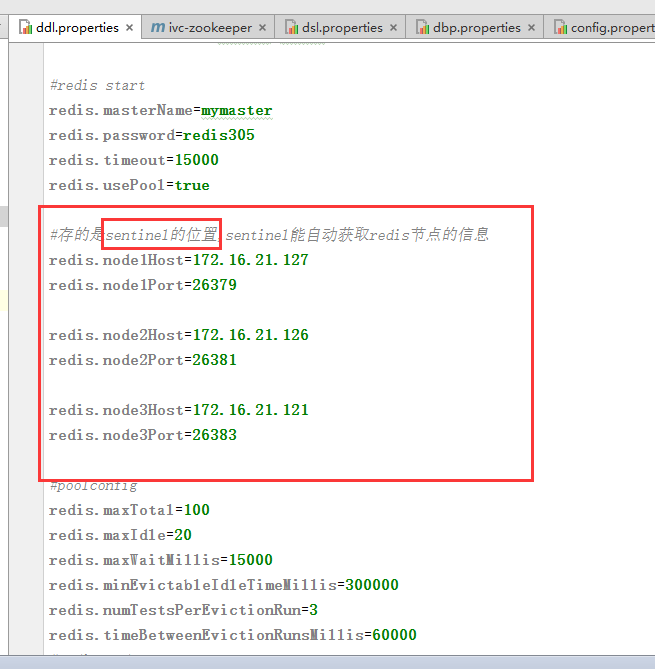 ddl.properties
ivc-zookeeper
dsl.properties
dbp.properties
config.propert
#redis start
redis.masterName=mymaster
redis.password=redis305
redis.timeout=15000
redis.usePool=true
#存的是sentinel的位置,sentinel能自动获取redis节点的信息
redis.node1Host=172.16.21.127
redis.node1Port=26379
redis.node2Host=172.16.21.126
redis.node2Port=26381
redis.node3Host=172.16.21.121
redis.node3Port=26383
#poolconfig
redis.maxTotal=100
redis.maxIdle=20
redis.maxWaitMillis=15000
redis.minEvictableIdleTimeMillis=300000
redis.numTestsPerEvictionRun=3
redis.timeBetweenEvictionRunsMillis=60000